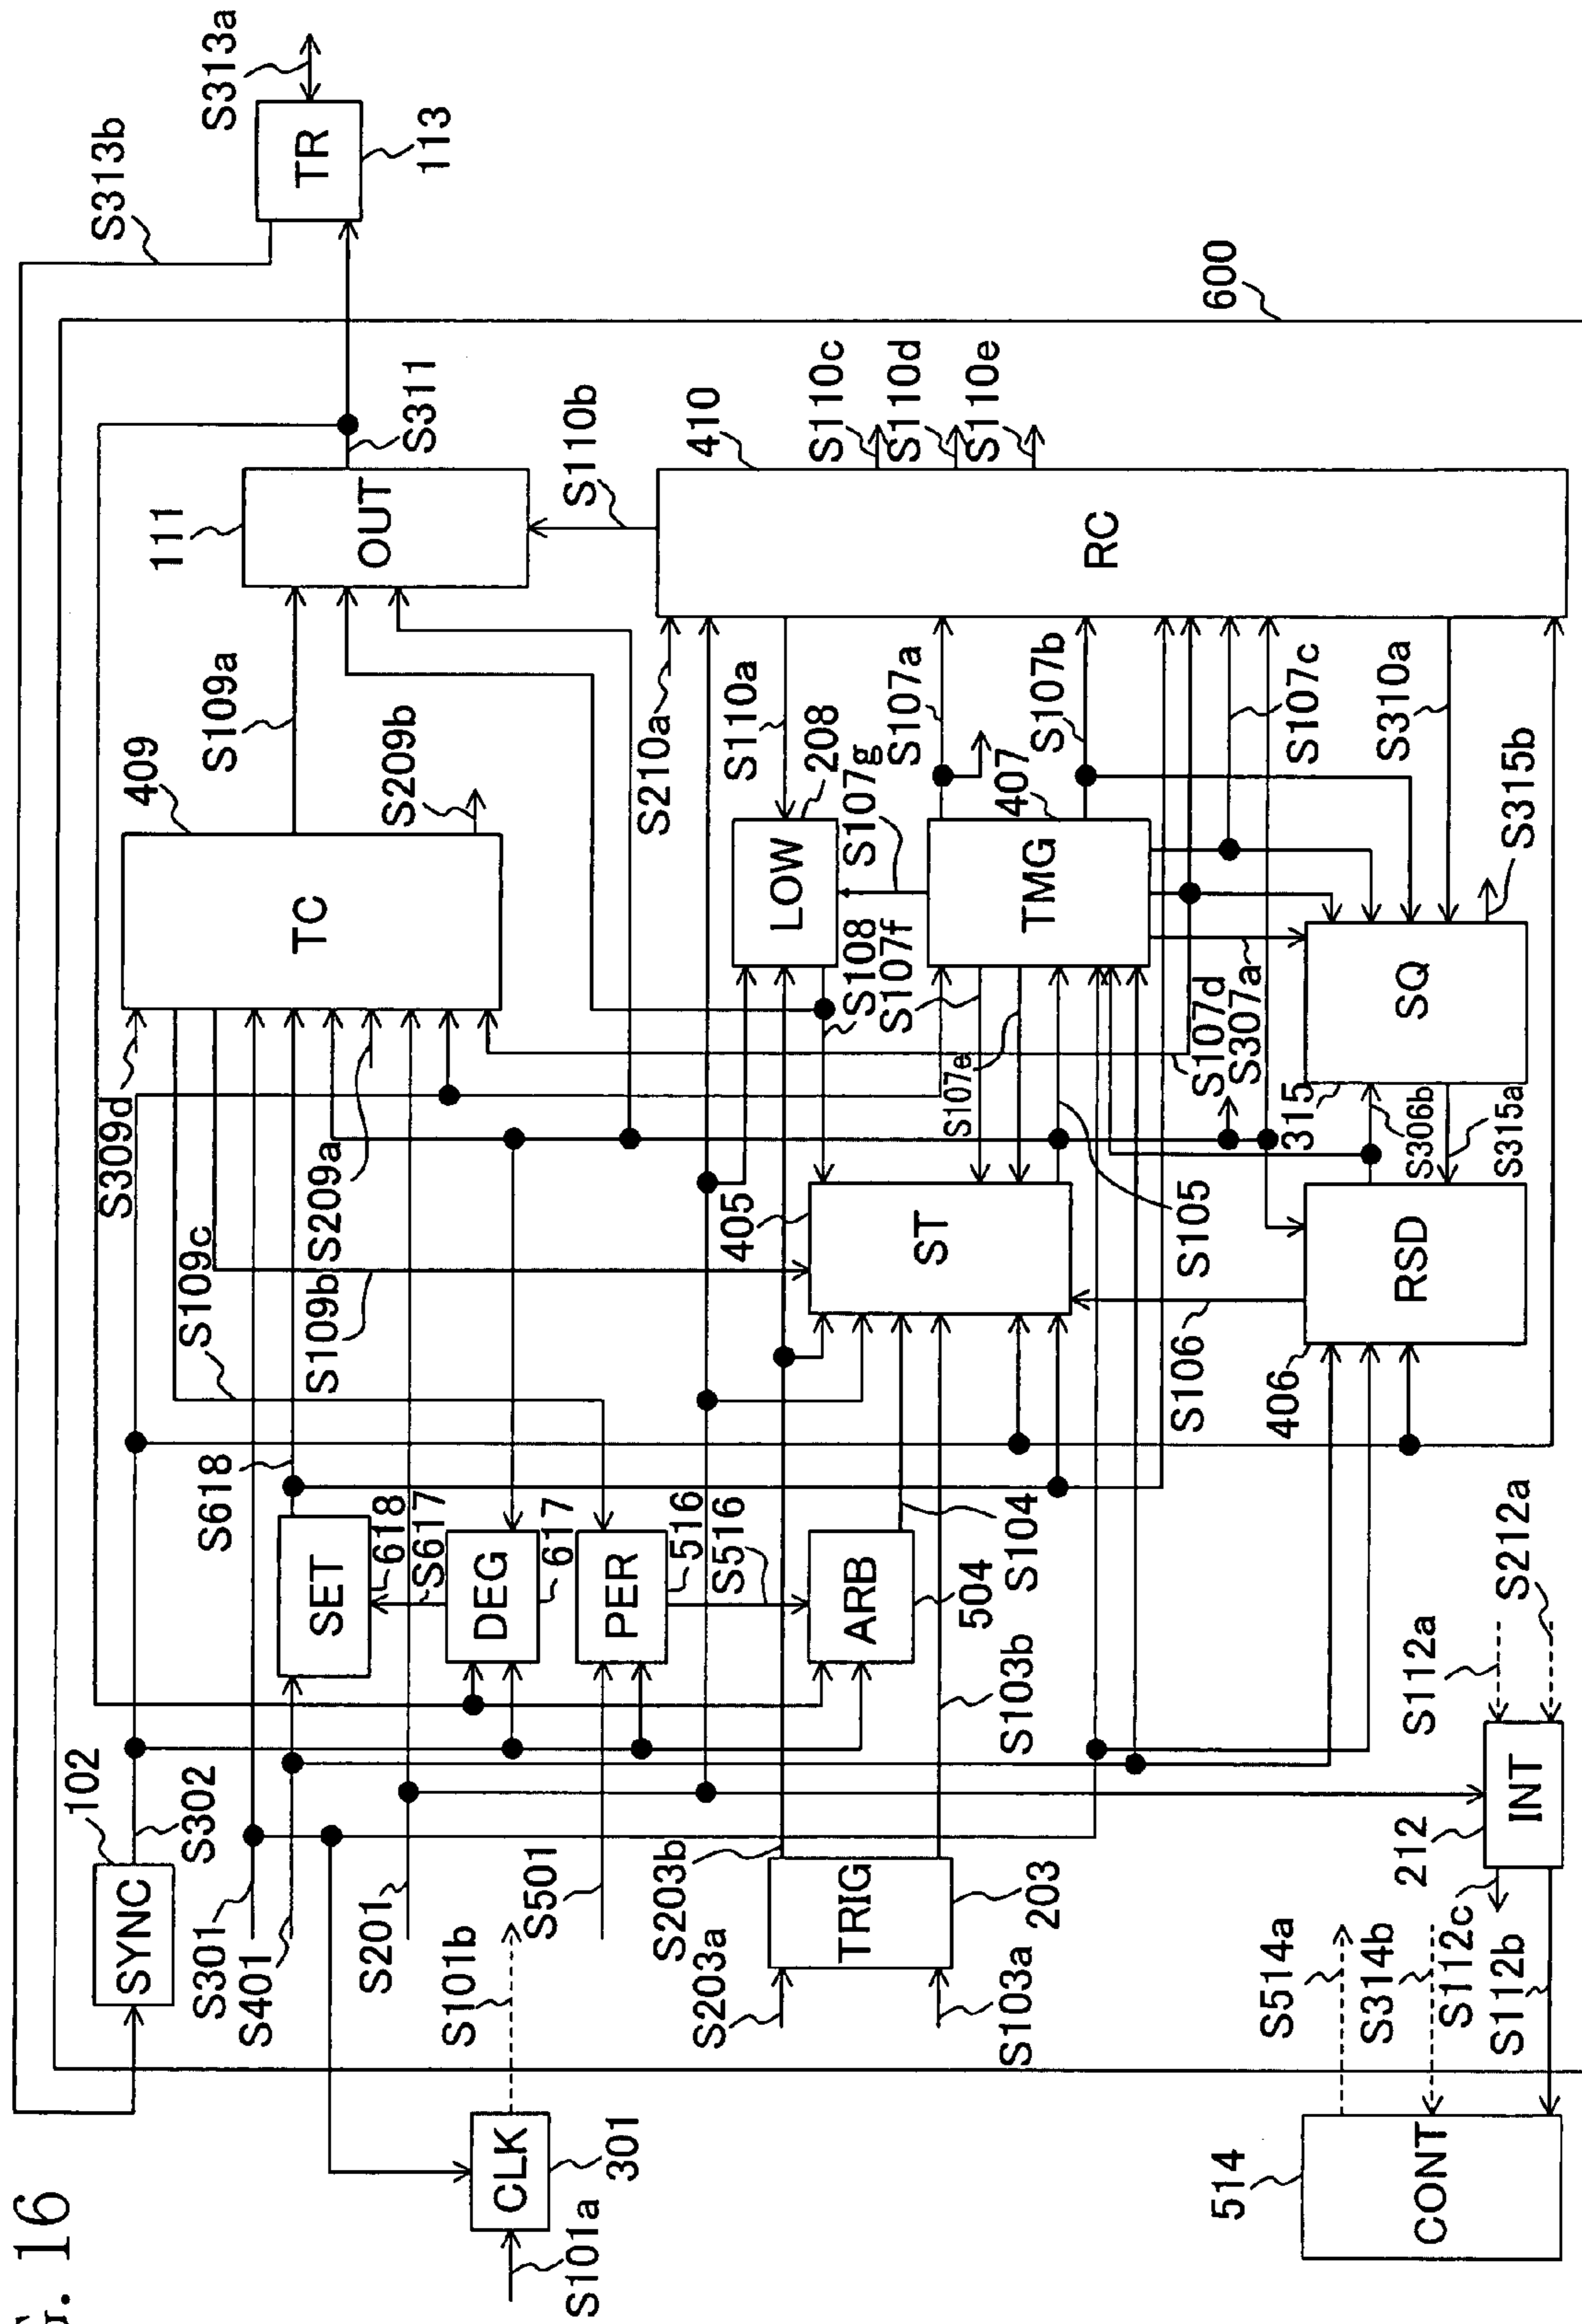 G. 16
S313a
S313b
TR
113
600
S311
111
OUT
S110b
410
S110c
S110d
S110e
RC
S109a
409
S209b
TC
S210a
S110a
208
S107g
S107a
407
S107b
S107c
S310a
S315b
LOW
TMG
S108
S107f
S107e
S107d
S307a
SQ
315
S306b
S315a
S309d
S209a
S109c
S109b
405
ST
S105
S106
406
RSD
S618
SET
618
S617
DEG
617
PER
516
S516
ARB
504
S104
S103b
S112a
S212a
102
S302
SYNC
S301
S401
S201
S101b
S501
S203b
S203a
TRIG
203
S103a
212
INT
S514a
S314b
S112c
S112b
CLK
301
S101a
514
CONT